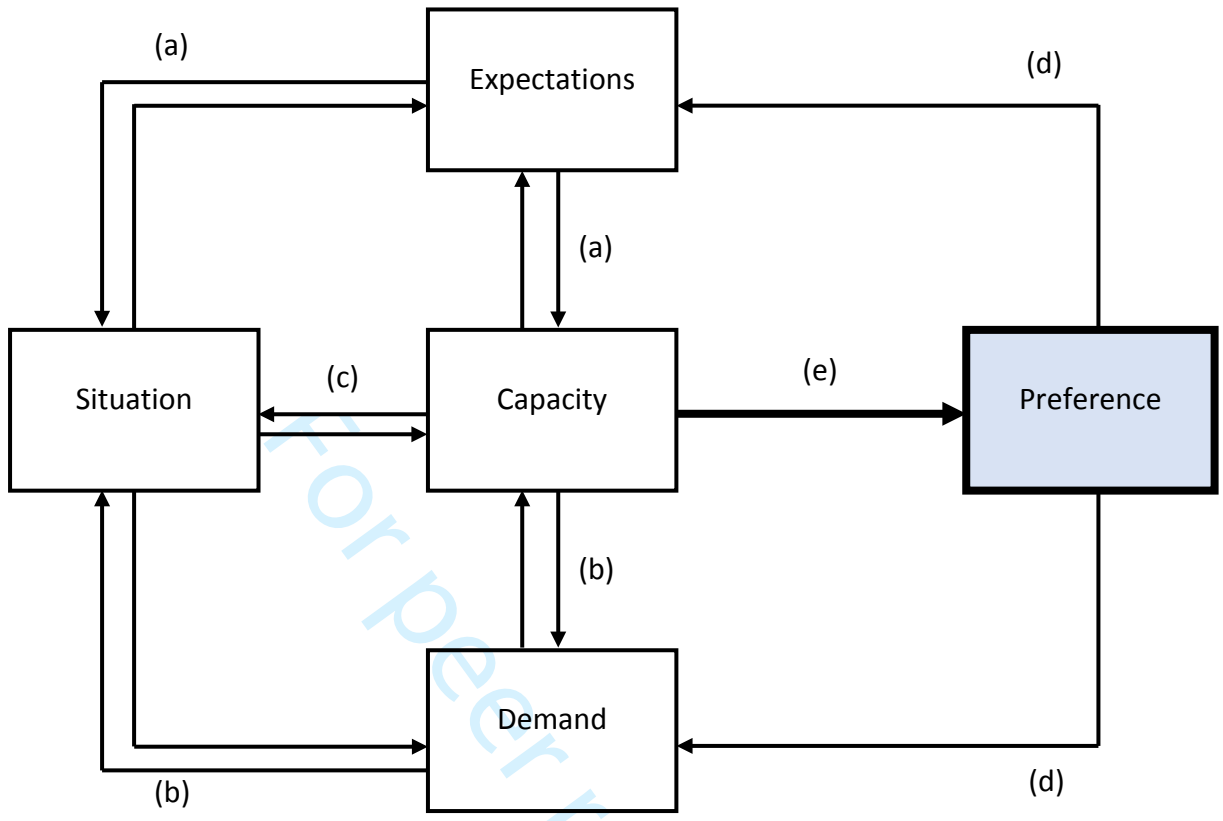 (a)
Expectations
(d)
(a)
Situation
(c)
Capacity
(e)
Preference
(b)
Demand
(b)
(d)
For peer